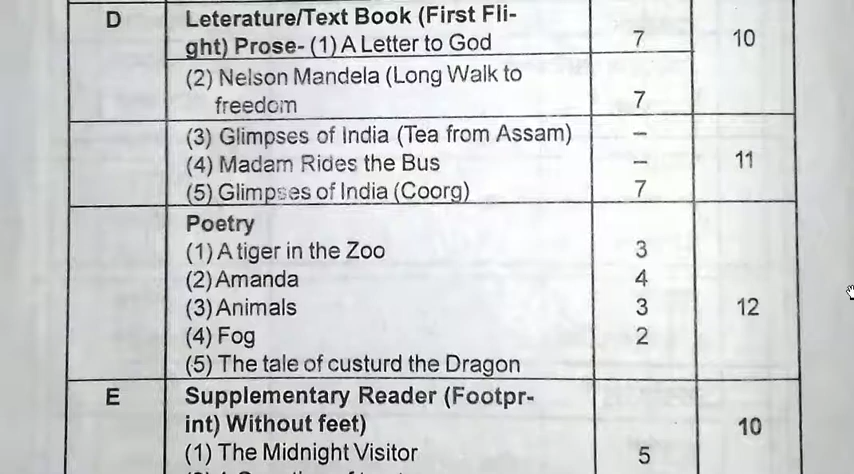 D Leterature/Text Book (First Fli-
ght) Prose- (1) A Letter to God 7 10
(2) Nelson Mandela (Long Walk to
freedom 7
(3) Glimpses of India (Tea from Assam) –
(4) Madam Rides the Bus – 11
(5) Glimpses of India (Coorg) 7
Poetry
(1) A tiger in the Zoo 3
(2) Amanda 4
(3) Animals 3 12
(4) Fog 2
(5) The tale of custurd the Dragon
E Supplementary Reader (Footpr-
int) Without feet) 10
(1) The Midnight Visitor 5